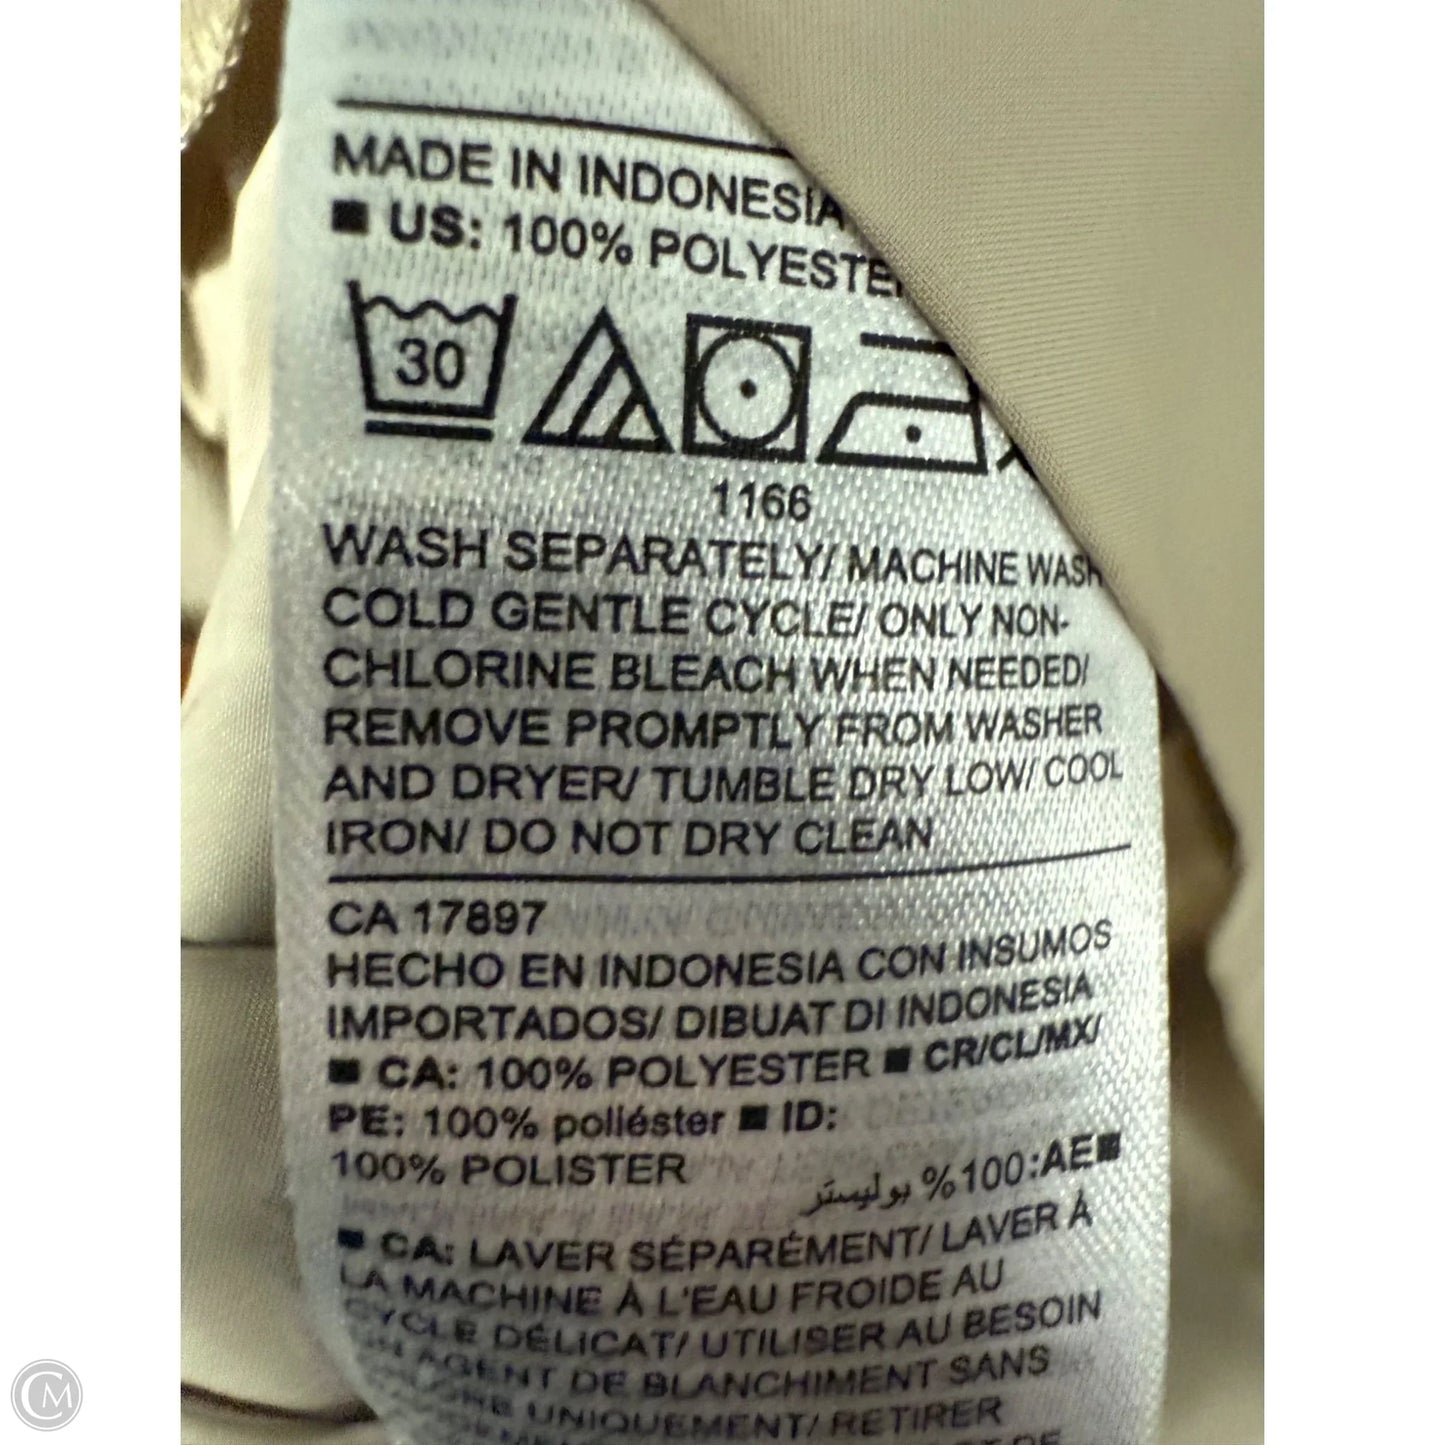 MADE IN INDONESIA
■ US: 100% POLYESTER
30
1166
WASH SEPARATELY/ MACHINE WASH
COLD GENTLE CYCLE/ ONLY NON-
CHLORINE BLEACH WHEN NEEDED/
REMOVE PROMPTLY FROM WASHER
AND DRYER/ TUMBLE DRY LOW/ COOL
IRON/ DO NOT DRY CLEAN
CA 17897
HECHO EN INDONESIA CON INSUMOS
IMPORTADOS/ DIBUAT DI INDONESIA
■ CA: 100% POLYESTER ■ CR/CL/MX/
PE: 100% poliéster ■ ID:
100% POLISTER
■AE:100% بوليستر
■ CA: LAVER SÉPARÉMENT/ LAVER À
LA MACHINE À L'EAU FROIDE AU
CYCLE DÉLICAT/ UTILISER AU BESOIN
UN AGENT DE BLANCHIMENT SANS
UNIQUEMENT/ RETIRER
CM